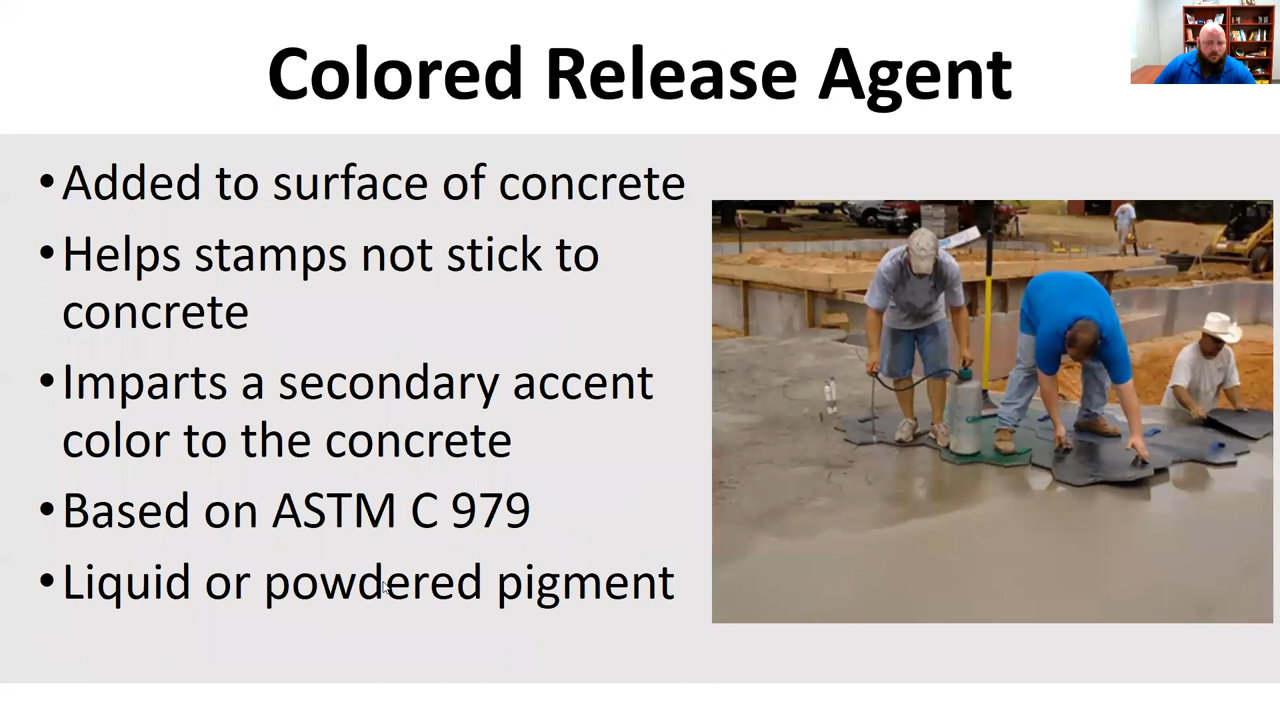 Colored Release Agent
•Added to surface of concrete
•Helps stamps not stick to
concrete
•Imparts a secondary accent
color to the concrete
•Based on ASTM C 979
•Liquid or powdered pigment